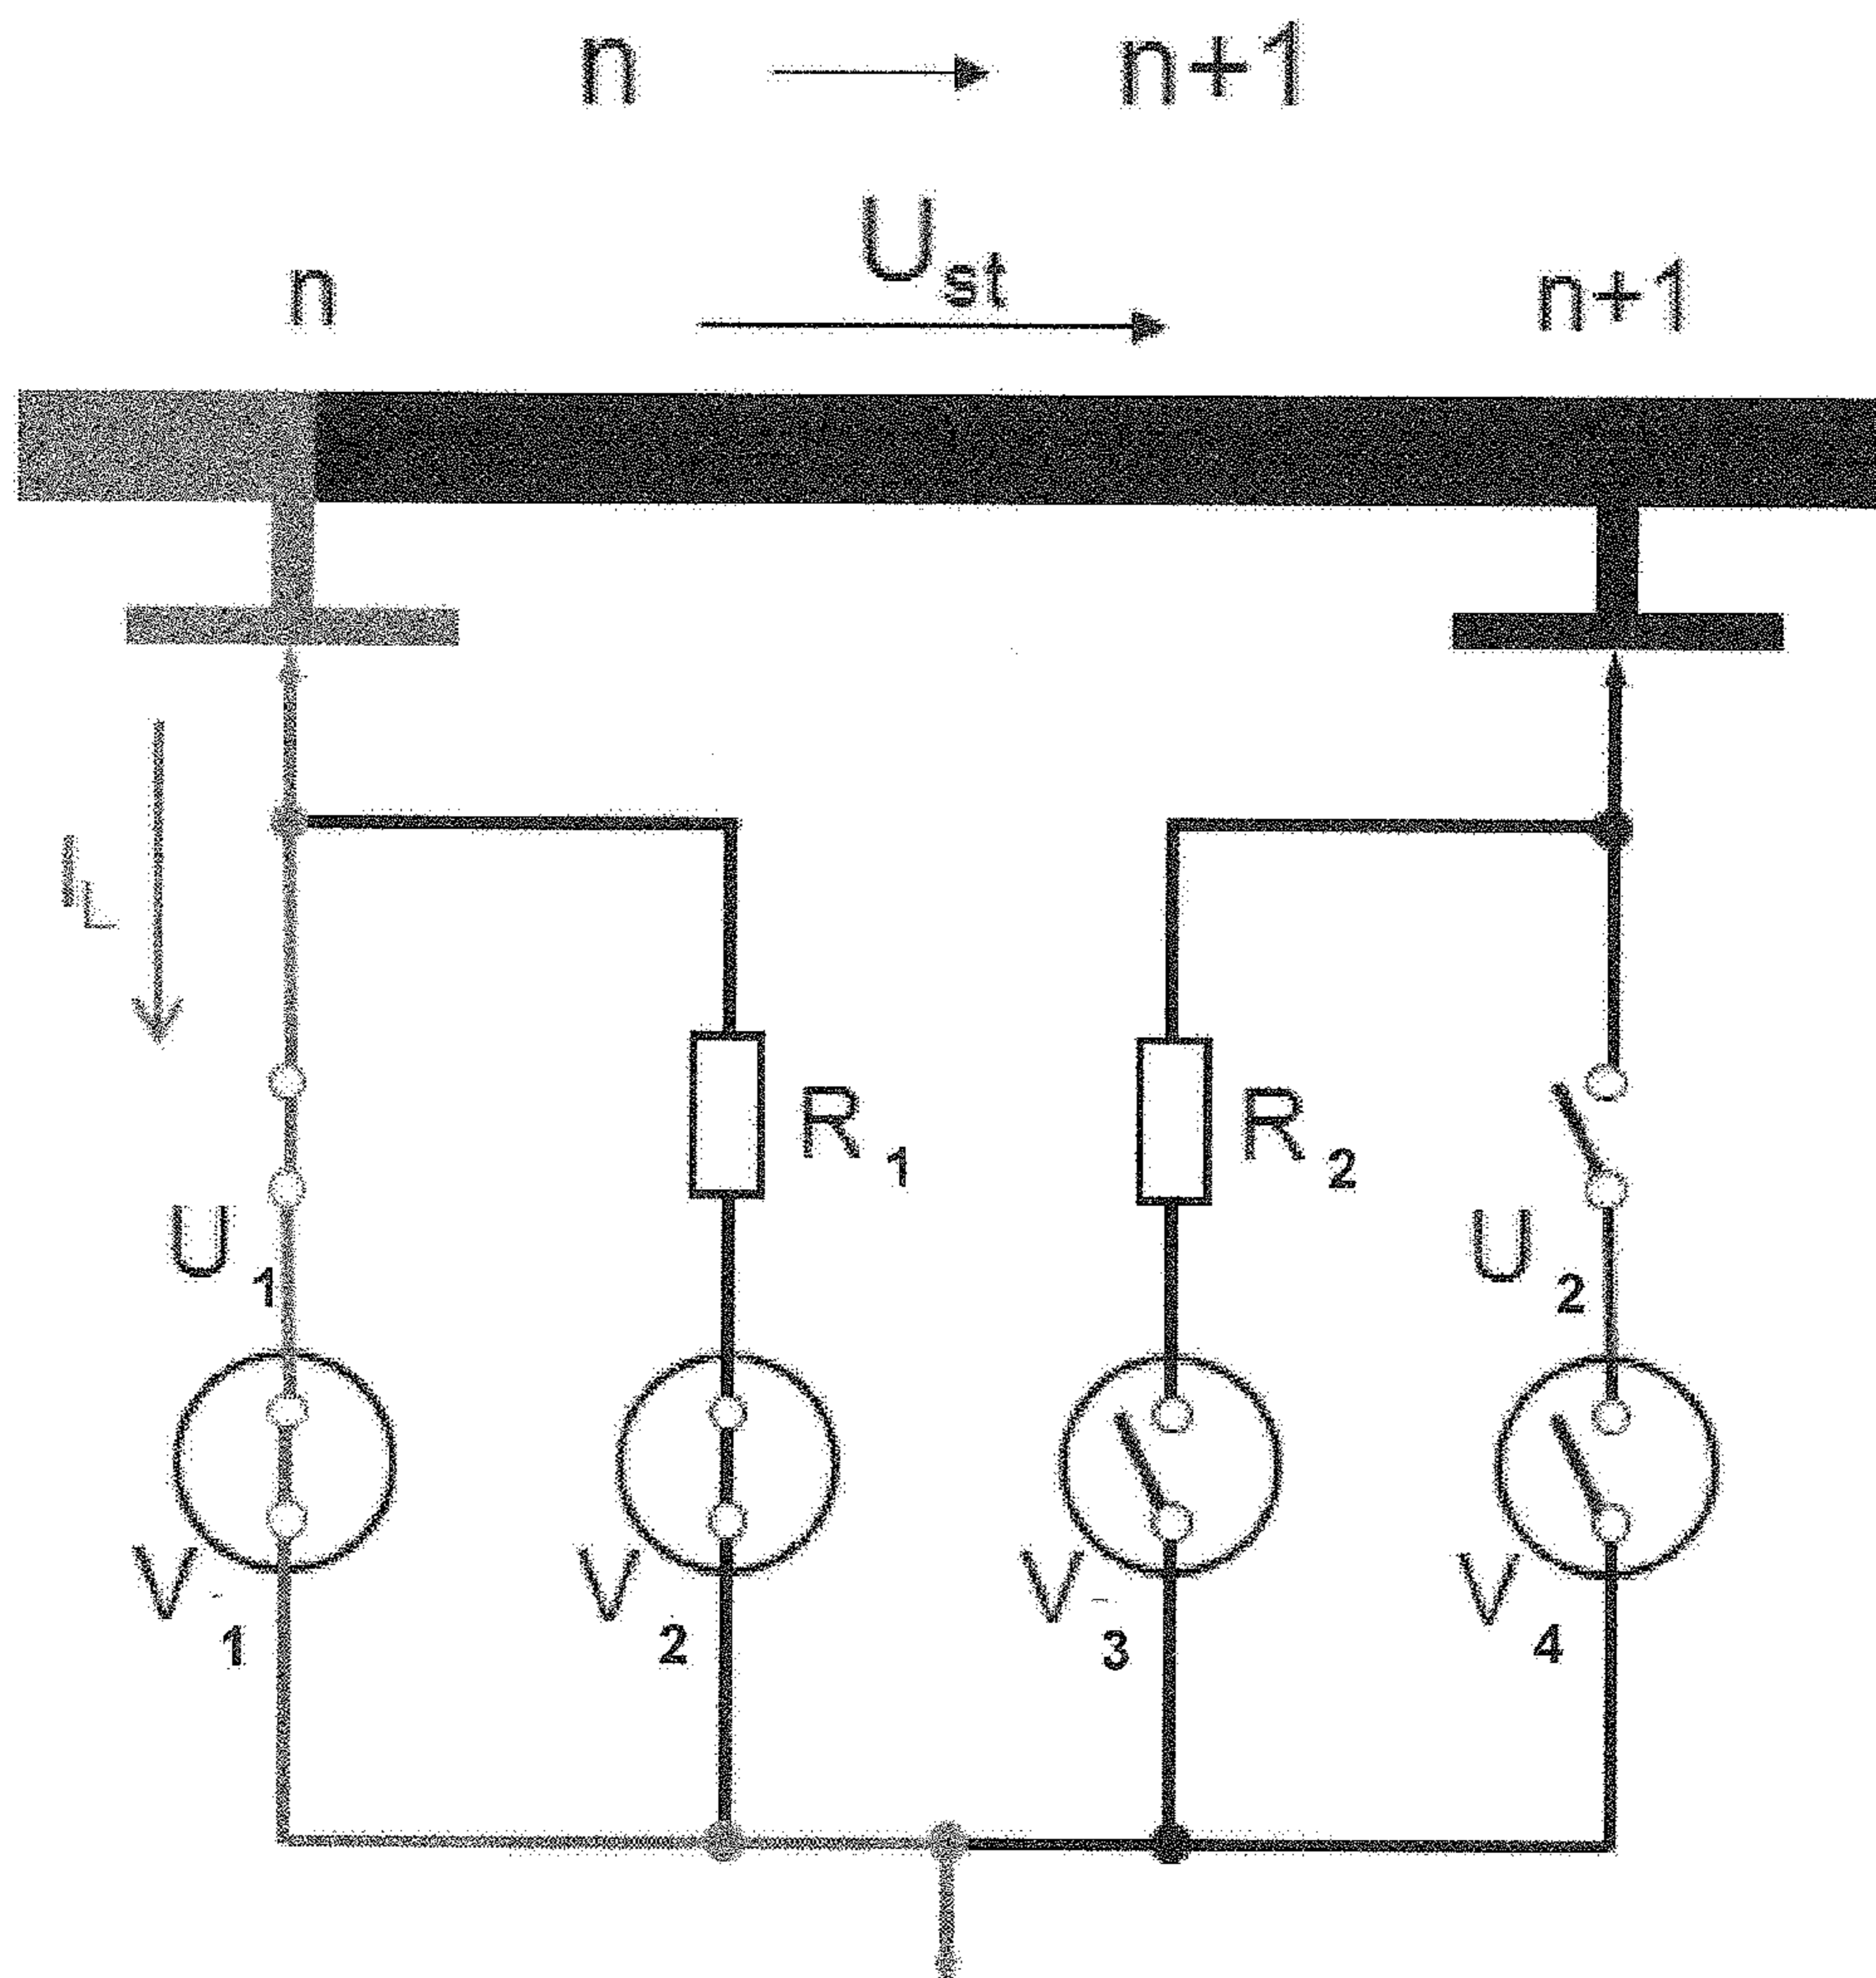 n → n+1
U_st
n n+1
I_L
R_1 R_2
U_1 U_2
V_1 V_2 V_3 V_4